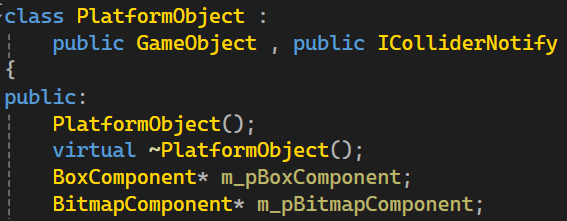 class PlatformObject :
public GameObject , public IColliderNotify
{
public:
PlatformObject();
virtual ~PlatformObject();
BoxComponent* m_pBoxComponent;
BitmapComponent* m_pBitmapComponent;